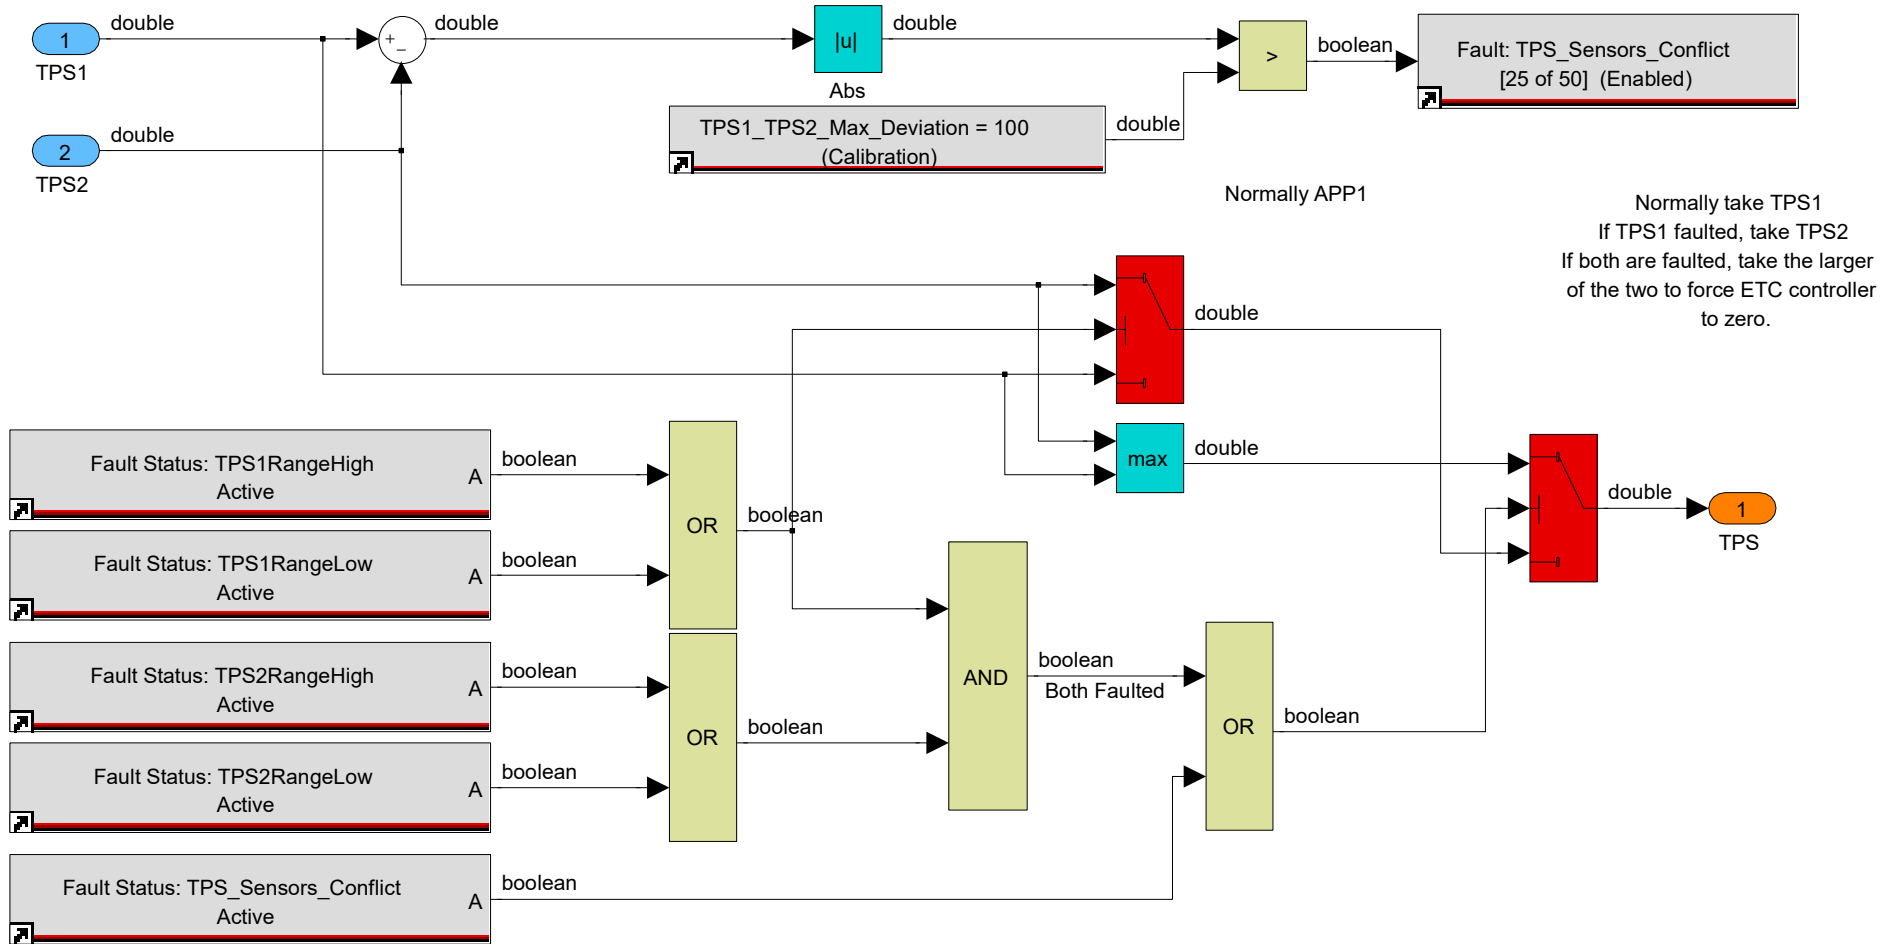 double
1
TPS1
+
_
double
|u|
Abs
double
>
boolean
Fault: TPS_Sensors_Conflict
[25 of 50]  (Enabled)
double
2
TPS2
TPS1_TPS2_Max_Deviation = 100
(Calibration)
double
Normally APP1
Normally take TPS1
If TPS1 faulted, take TPS2
If both are faulted, take the larger
of the two to force ETC controller
to zero.
double
max
double
double
1
TPS
Fault Status: TPS1RangeHigh
Active
A
boolean
Fault Status: TPS1RangeLow
Active
A
boolean
OR
boolean
Fault Status: TPS2RangeHigh
Active
A
boolean
Fault Status: TPS2RangeLow
Active
A
boolean
OR
boolean
AND
boolean
Both Faulted
OR
boolean
Fault Status: TPS_Sensors_Conflict
Active
A
boolean